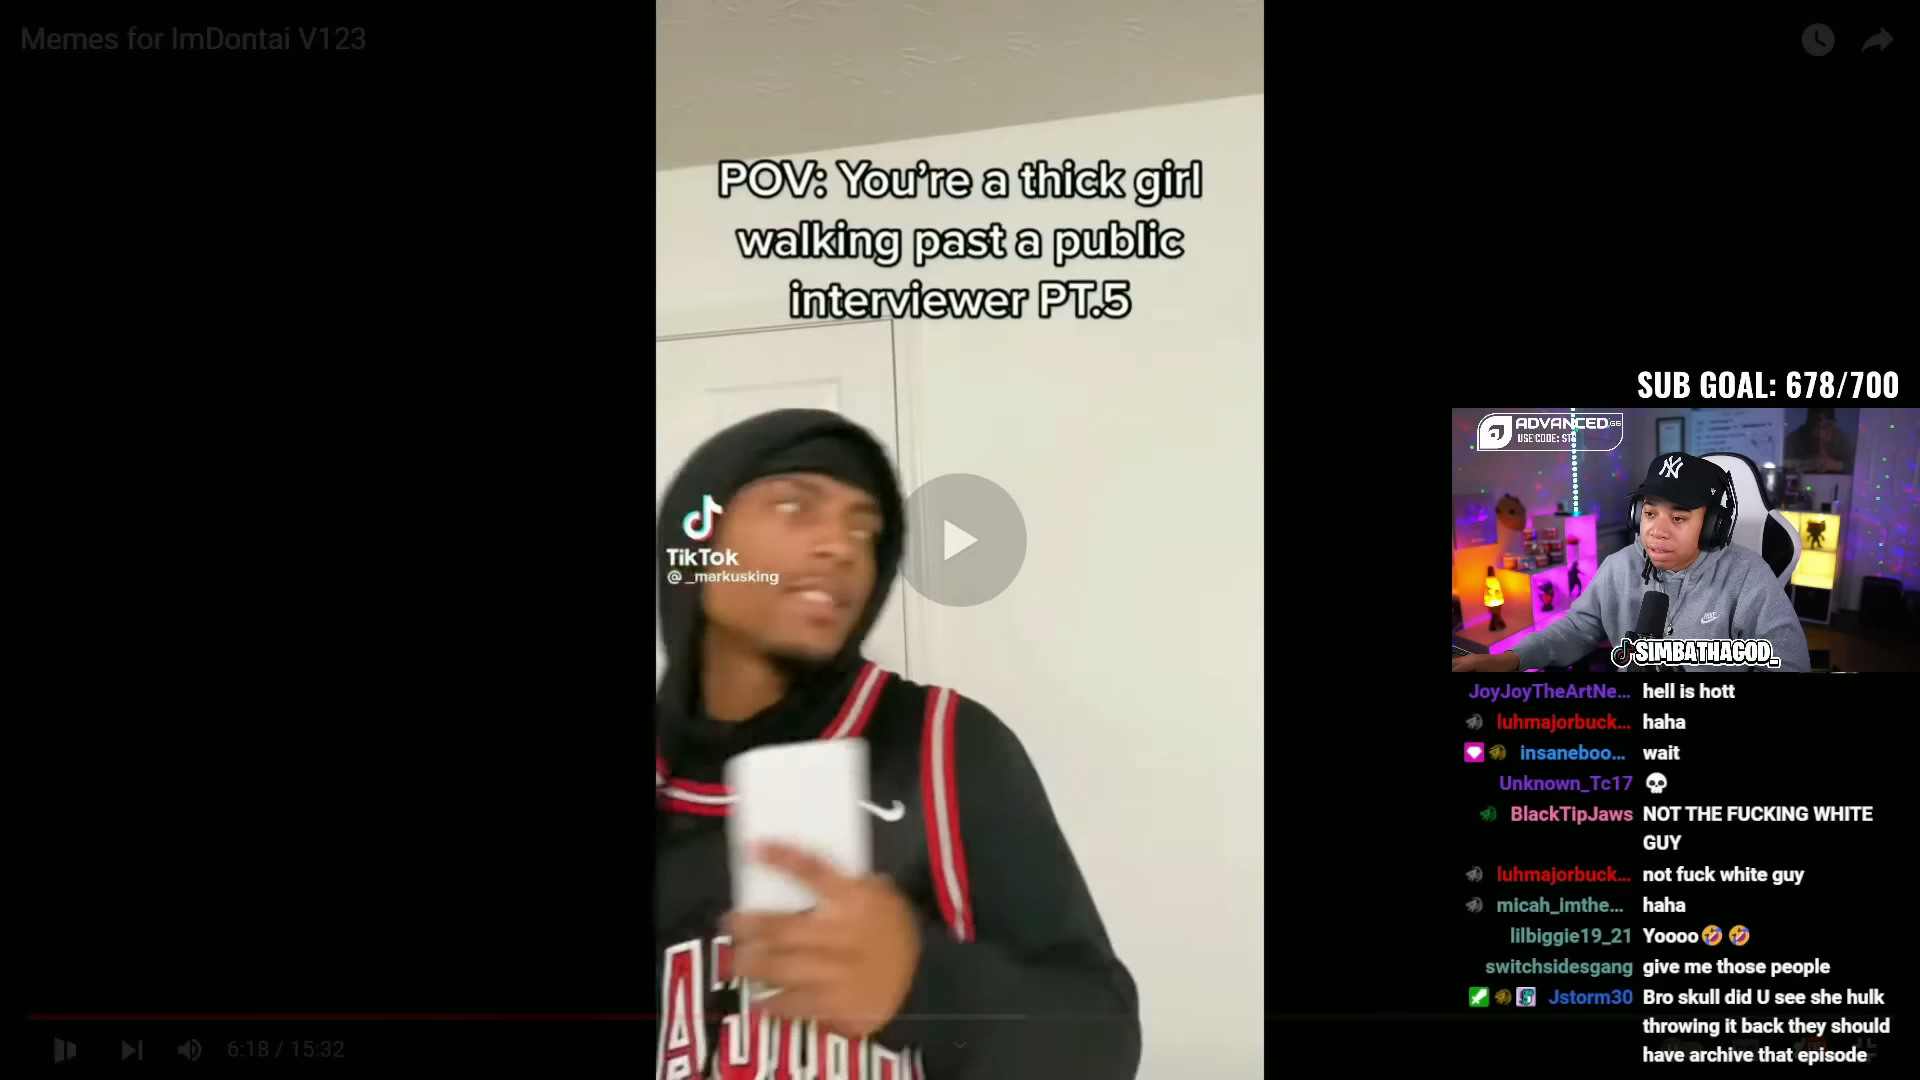 Memes for ImDontai V123
POV: You're a thick girl
walking past a public
interviewer PT.5
TikTok
@ _markusking
SUB GOAL: 678/700
ADVANCED.GG
NY
SIMBATHAGOD_
JoyJoyTheArtNe... hell is hott
luhmajorbuck... haha
insaneboo... wait
Unknown_Tc17 💀
BlackTipJaws NOT THE FUCKING WHITE
GUY
luhmajorbuck... not fuck white guy
micah_imthe... haha
lilbiggie19_21 Yoooo🤣🤣
switchsidesgang give me those people
Jstorm30 Bro skull did U see she hulk
throwing it back they should
have archive that episode
6:18 / 15:32